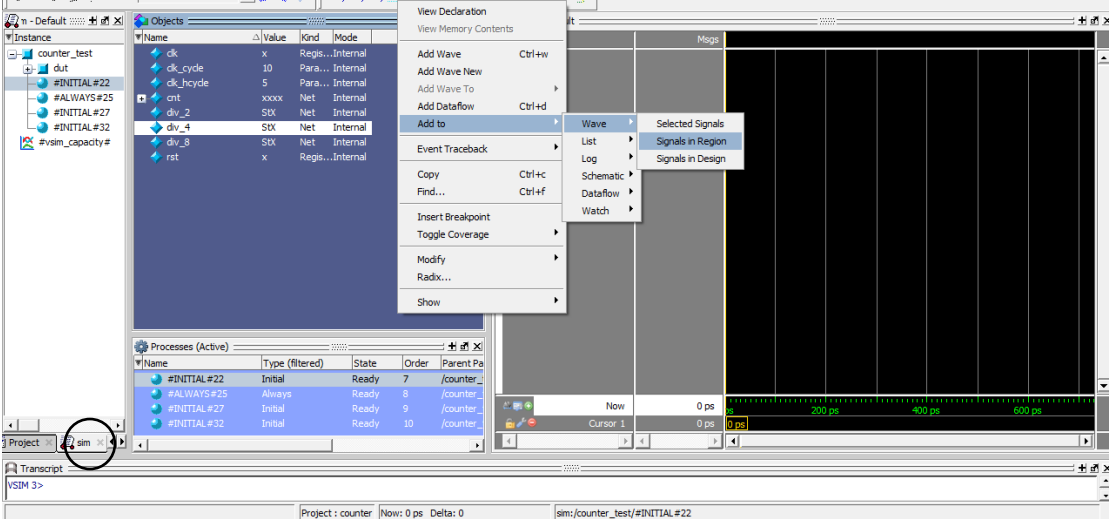 n - Default
Instance
counter_test
dut
#INITIAL#22
#ALWAYS#25
#INITIAL#27
#INITIAL#32
#vsim_capacity#
Project
sim
Objects
Name Value Kind Mode
clk x Regis... Internal
clk_cycle 10 Para... Internal
clk_hcycle 5 Para... Internal
cnt xxxx Net Internal
div_2 StX Net Internal
div_4 StX Net Internal
div_8 StX Net Internal
rst x Regis... Internal
View Declaration
View Memory Contents
Add Wave Ctrl+w
Add Wave New
Add Wave To
Add Dataflow Ctrl+d
Add to
Event Traceback
Copy Ctrl+c
Find... Ctrl+f
Insert Breakpoint
Toggle Coverage
Modify
Radix...
Show
Wave
List
Log
Schematic
Dataflow
Watch
Selected Signals
Signals in Region
Signals in Design
lt
Msgs
Processes (Active)
Name Type (filtered) State Order Parent Pa
#INITIAL#22 Initial Ready 7 /counter_
#ALWAYS#25 Always Ready 8 /counter_
#INITIAL#27 Initial Ready 9 /counter_
#INITIAL#32 Initial Ready 10 /counter_
Now 0 ps
Cursor 1 0 ps
ps 200 ps 400 ps 600 ps
0 ps
Transcript
VSIM 3>
Project : counter Now: 0 ps Delta: 0 sim:/counter_test/#INITIAL#22